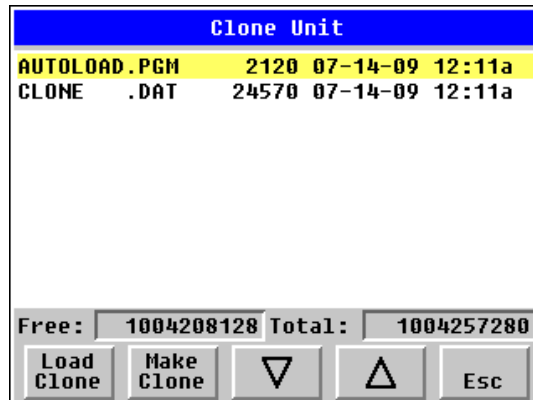 Clone Unit
AUTOLOAD.PGM 2120 07-14-09 12:11a
CLONE .DAT 24570 07-14-09 12:11a
Free: 1004208128 Total: 1004257280
Load Clone Make Clone Esc